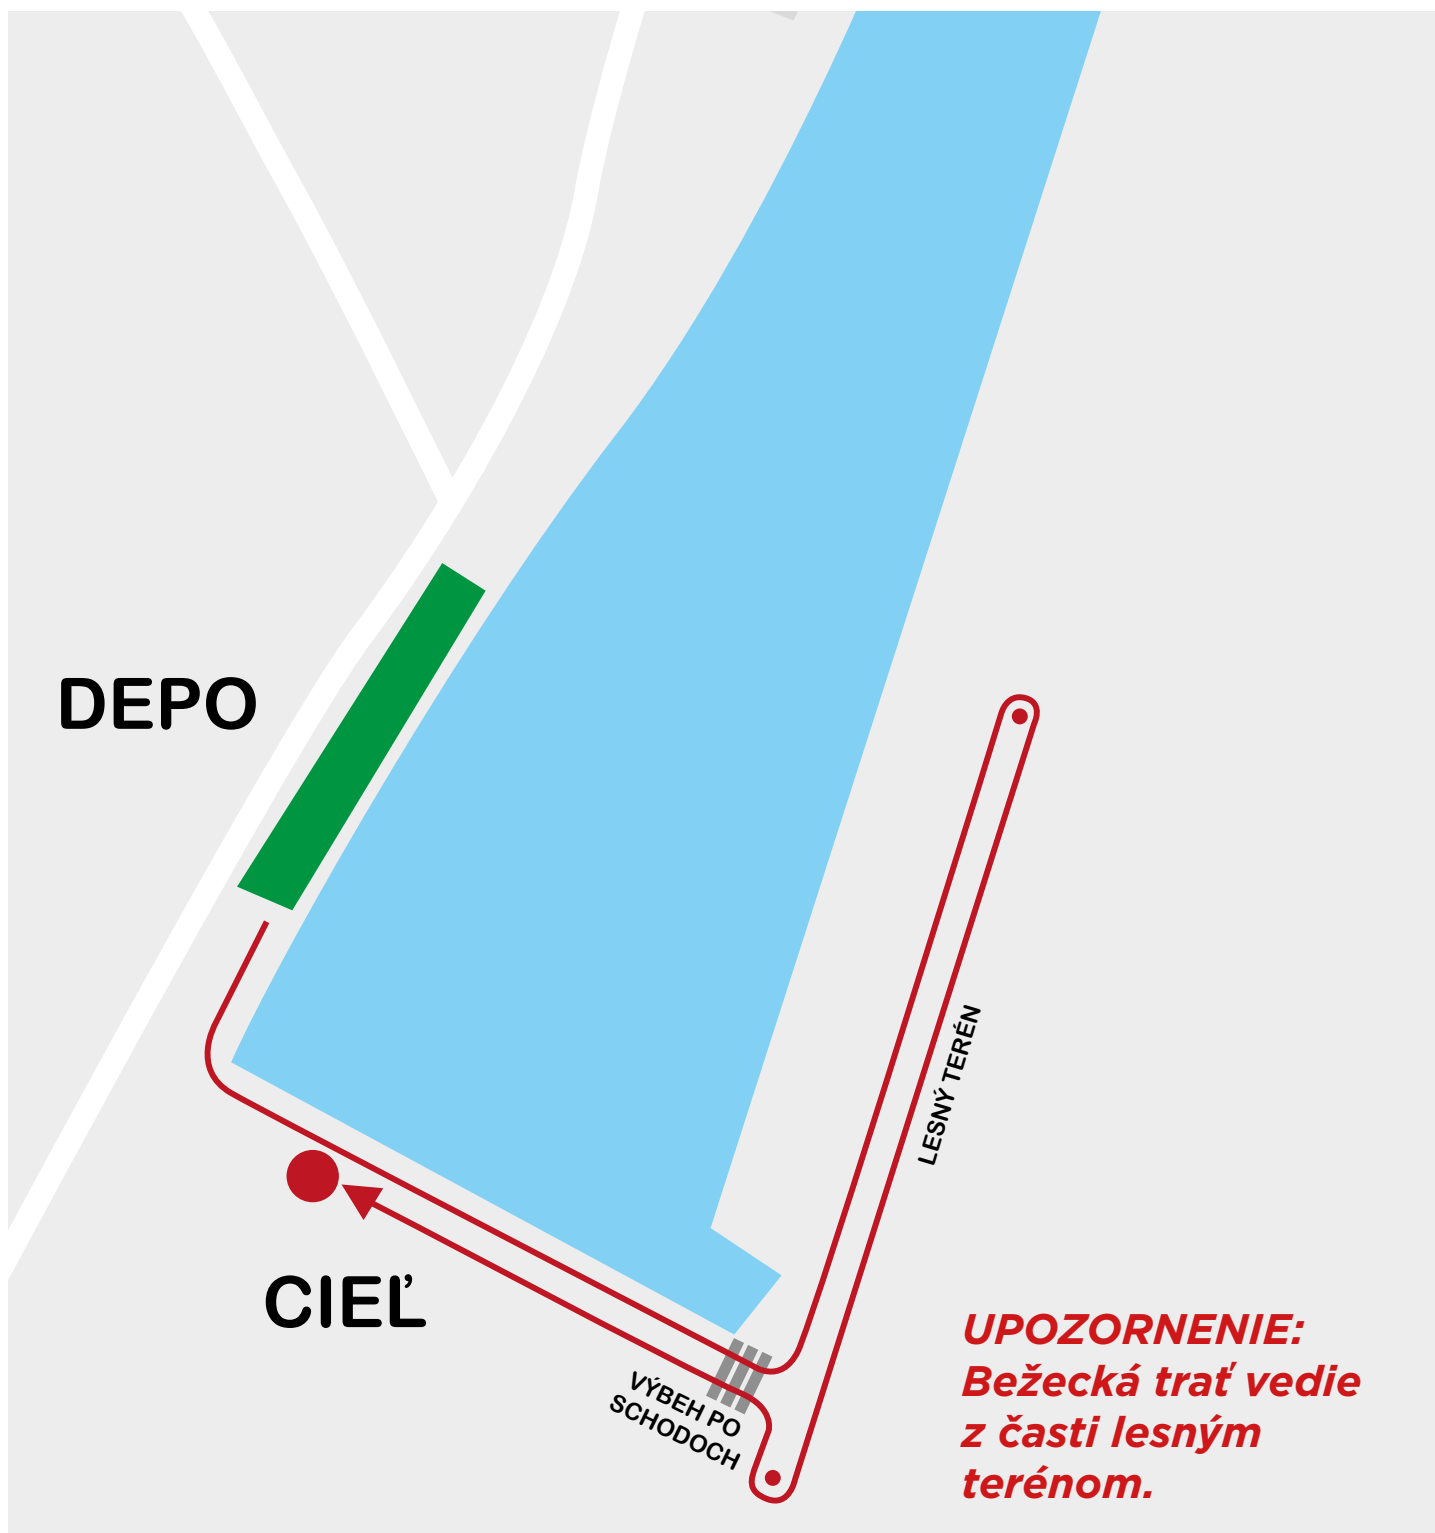 DEPO
LESNÝ TERÉN
CIEĽ
VÝBEH PO
SCHODOCH
UPOZORNENIE:
Bežecká trať vedie
z časti lesným
terénom.